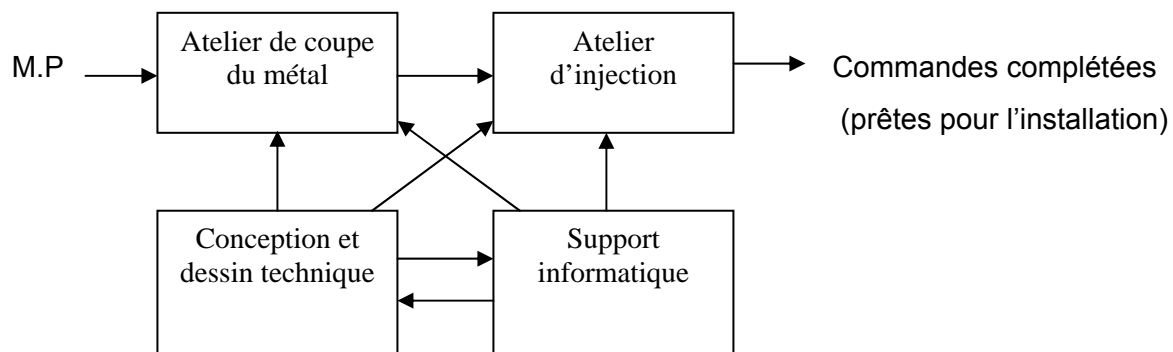 M.P
Atelier de coupe
du métal
Atelier
d’injection
Commandes complétées
(prêtes pour l’installation)
Conception et
dessin technique
Support
informatique